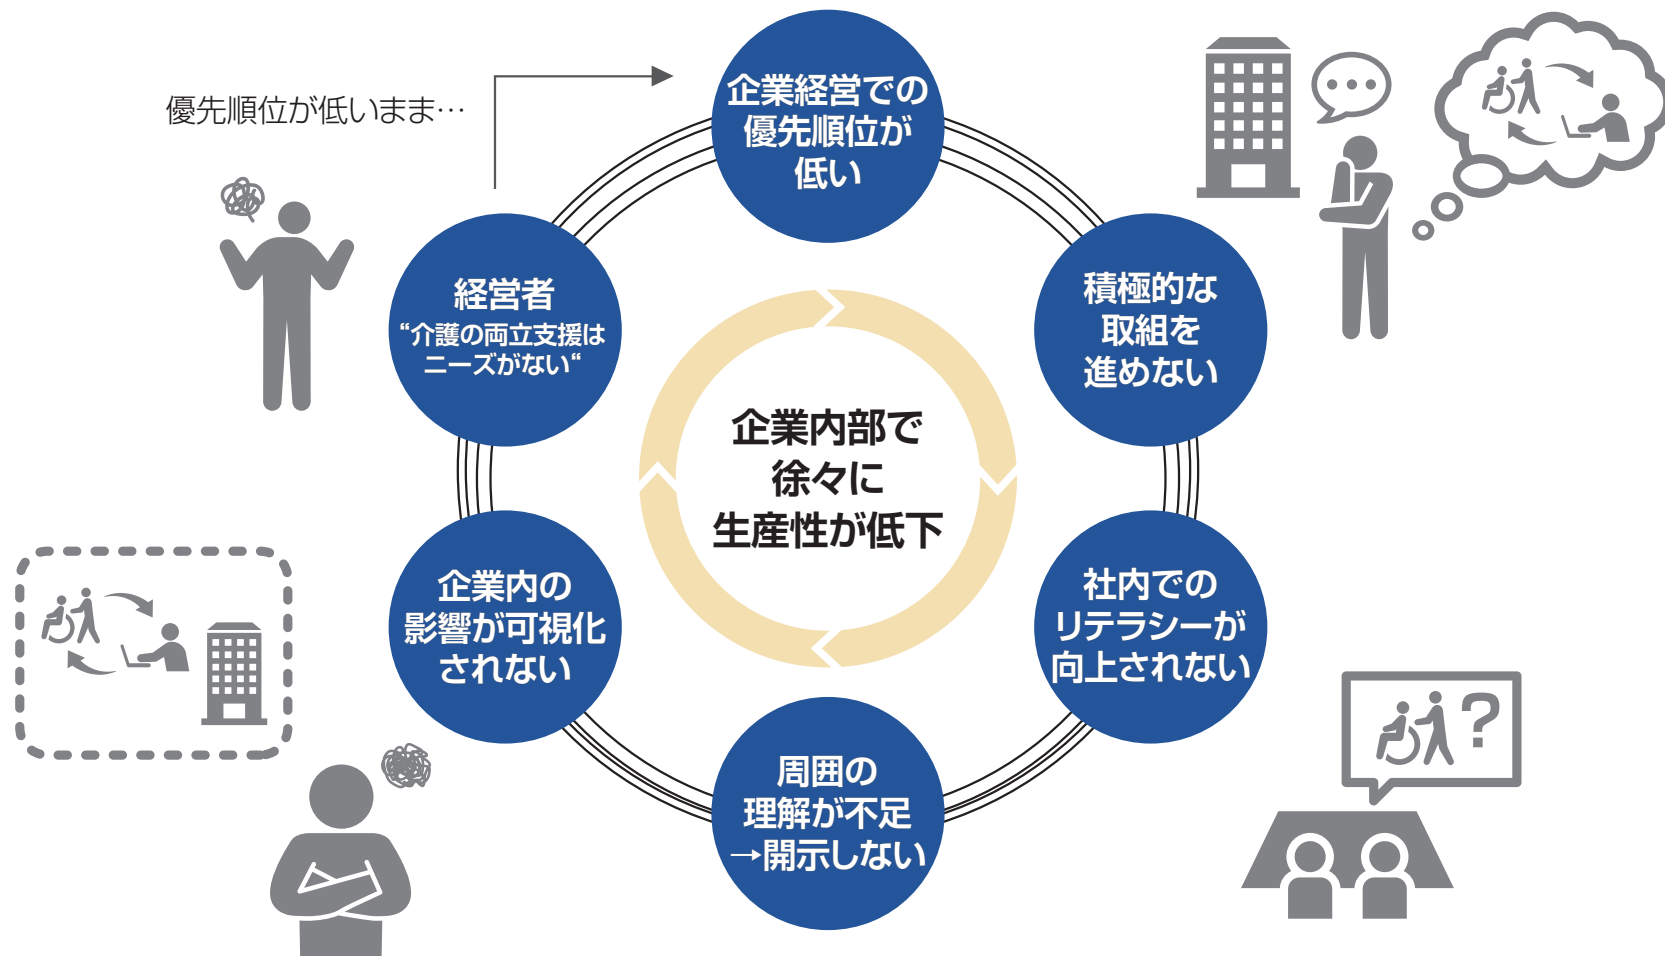 優先順位が低いまま…
企業経営での
優先順位が
低い
積極的な
取組を
進めない
社内での
リテラシーが
向上されない
周囲の
理解が不足
→開示しない
企業内の
影響が可視化
されない
経営者
“介護の両立支援は
ニーズがない“
企業内部で
徐々に
生産性が低下
?